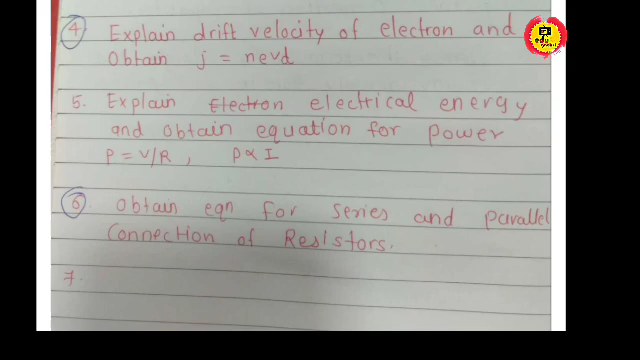 4 Explain drift velocity of electron and
obtain j = nevd
5. Explain Electron electrical energy
and obtain equation for power
P = V/R, P ∝ I
6 obtain eqn for series and parallel
Connection of Resistors.
7.
edu